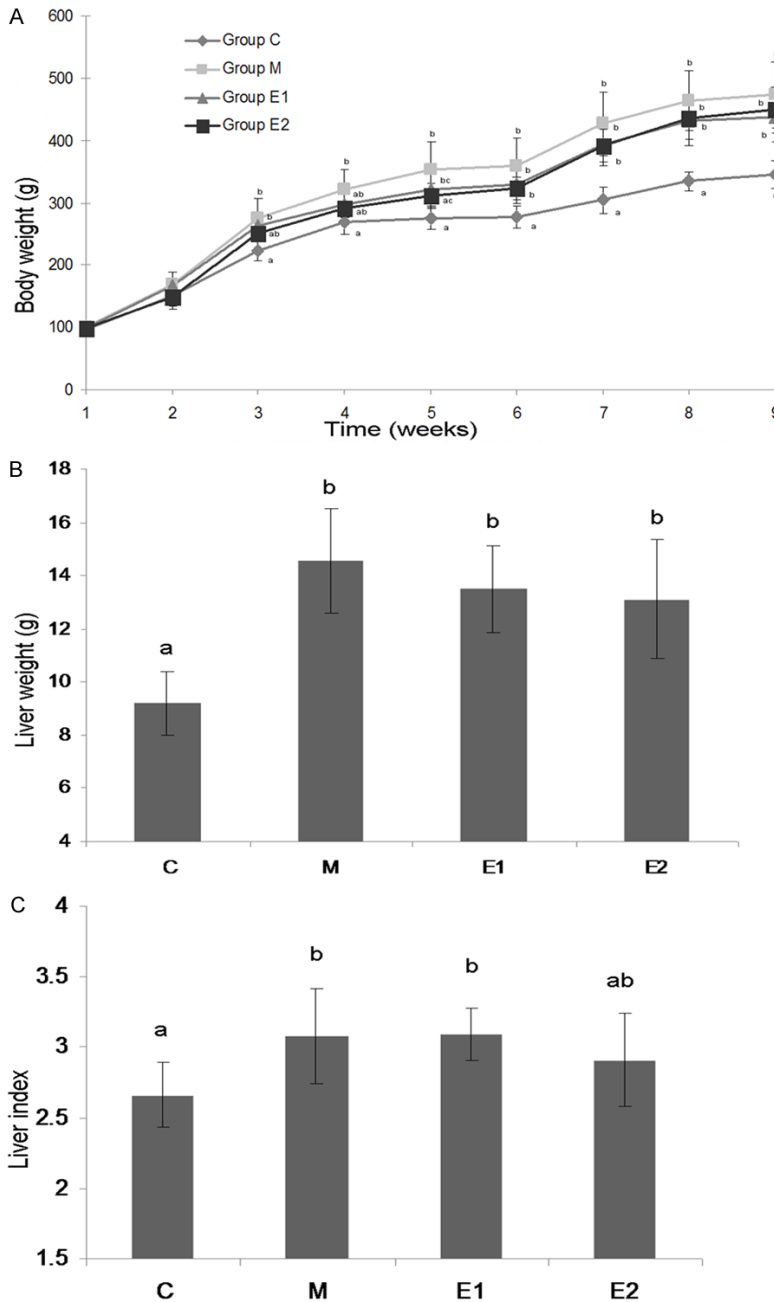 A
600
500
400
300
200
100
0
Body weight (g)
Group C
Group M
Group E1
Group E2
b
b
ab
a
b
ab
ab
a
b
bc
ac
a
b
b
b
a
b
b
b
a
b
b
b
a
b
b
1 2 3 4 5 6 7 8 9
Time (weeks)
B
18
16
14
12
10
8
6
4
Liver weight (g)
a b b b
C M E1 E2
C
4
3.5
3
2.5
2
1.5
Liver index
a b b ab
C M E1 E2